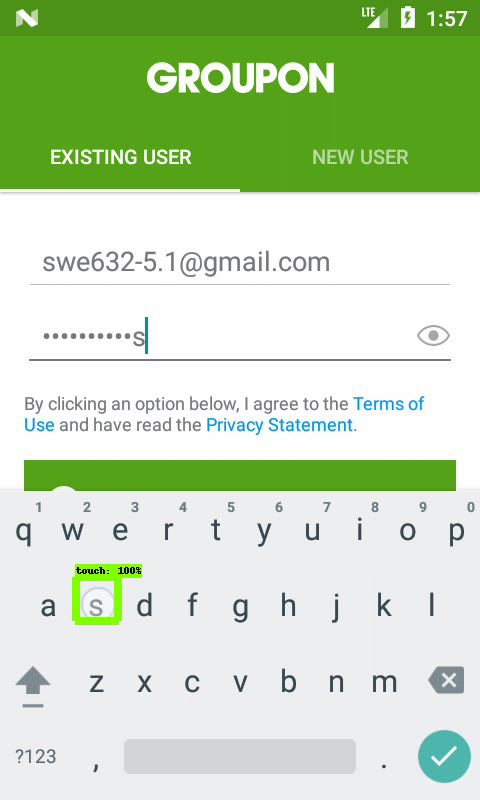 LTE 1:57
GROUPON
EXISTING USER NEW USER
swe632-5.1@gmail.com
••••••••••s
By clicking an option below, I agree to the Terms of
Use and have read the Privacy Statement.
1 2 3 4 5 6 7 8 9 0
q w e r t y u i o p
touch: 100%
a s d f g h j k l
z x c v b n m
?123 , .